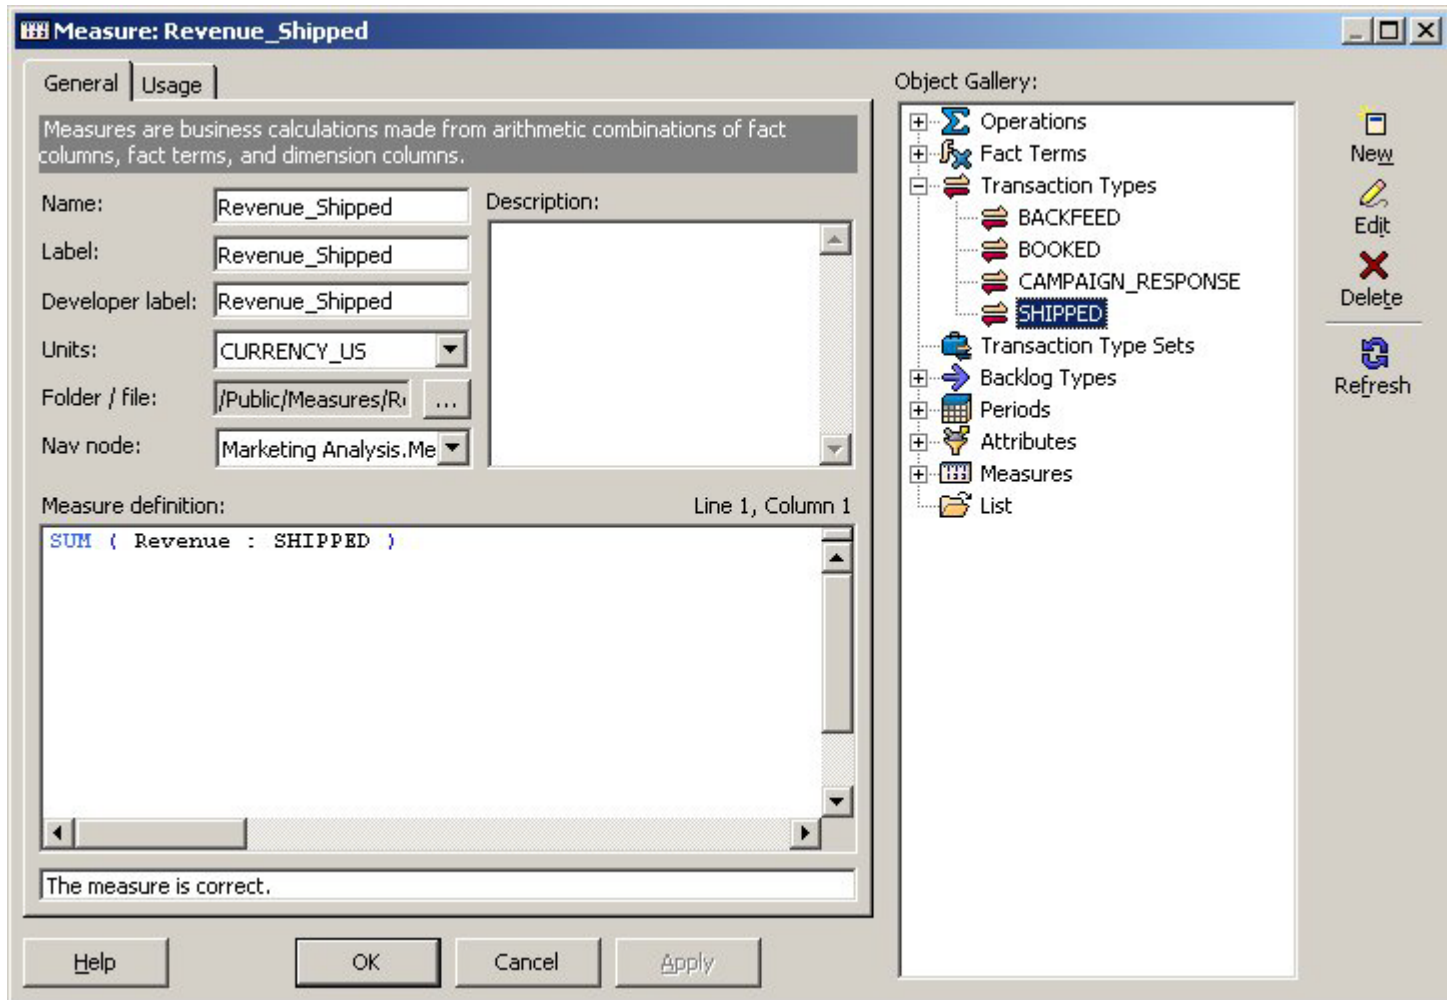 Measure: Revenue_Shipped
General
Usage
Measures are business calculations made from arithmetic combinations of fact
columns, fact terms, and dimension columns.
Name:
Revenue_Shipped
Label:
Revenue_Shipped
Developer label:
Revenue_Shipped
Units:
CURRENCY_US
Folder / file:
/Public/Measures/R
...
Nav node:
Marketing Analysis.Me
Description:
Measure definition:
Line 1, Column 1
SUM ( Revenue : SHIPPED )
The measure is correct.
Help
OK
Cancel
Apply
Object Gallery:
Operations
Fact Terms
Transaction Types
BACKFEED
BOOKED
CAMPAIGN_RESPONSE
SHIPPED
Transaction Type Sets
Backlog Types
Periods
Attributes
Measures
List
New
Edit
Delete
Refresh